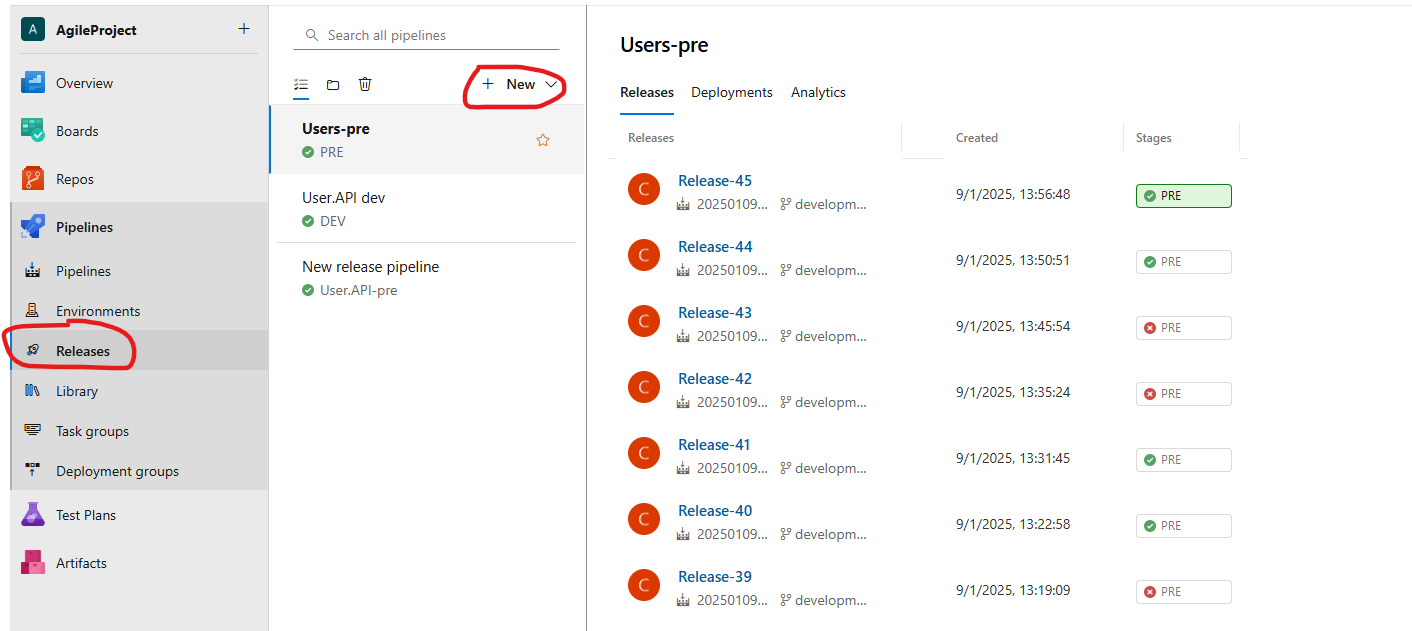 A AgileProject
Overview
Boards
Repos
Pipelines
Pipelines
Environments
Releases
Library
Task groups
Deployment groups
Test Plans
Artifacts
Search all pipelines
New
Users-pre
PRE
User.API dev
DEV
New release pipeline
User.API-pre
Users-pre
Releases Deployments Analytics
Releases Created Stages
C Release-45 9/1/2025, 13:56:48 PRE
20250109... developm...
C Release-44 9/1/2025, 13:50:51 PRE
20250109... developm...
C Release-43 9/1/2025, 13:45:54 PRE
20250109... developm...
C Release-42 9/1/2025, 13:35:24 PRE
20250109... developm...
C Release-41 9/1/2025, 13:31:45 PRE
20250109... developm...
C Release-40 9/1/2025, 13:22:58 PRE
20250109... developm...
C Release-39 9/1/2025, 13:19:09 PRE
20250109... developm...